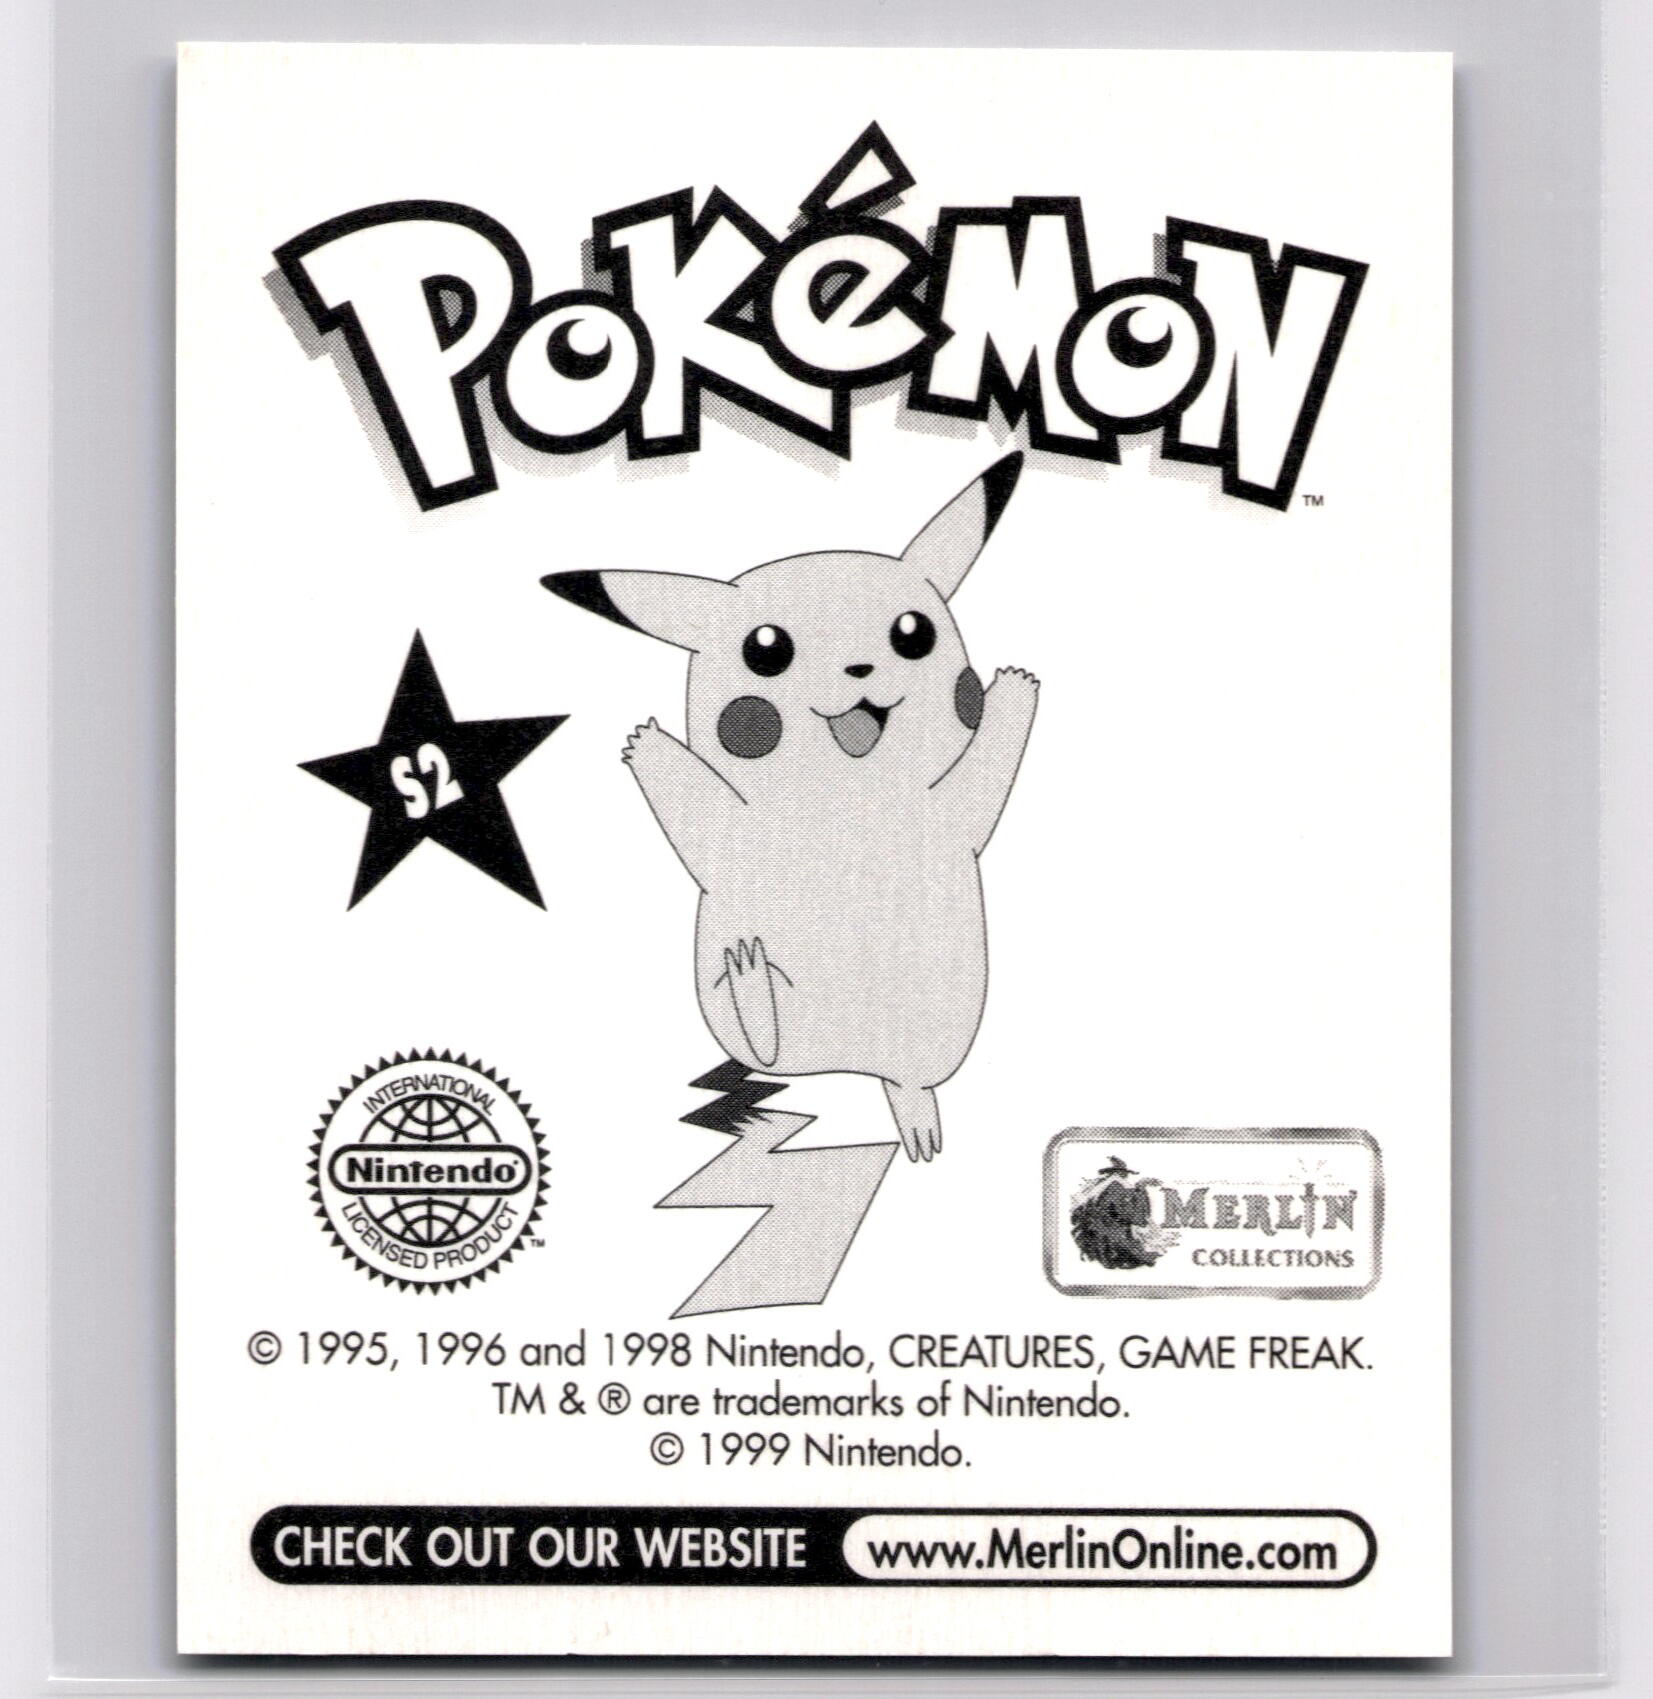 POKéMON
TM
S2
INTERNATIONAL
Nintendo®
LICENSED PRODUCT
TM
MERLIN
COLLECTIONS
© 1995, 1996 and 1998 Nintendo, CREATURES, GAME FREAK.
TM & ® are trademarks of Nintendo.
© 1999 Nintendo.
CHECK OUT OUR WEBSITE www.MerlinOnline.com